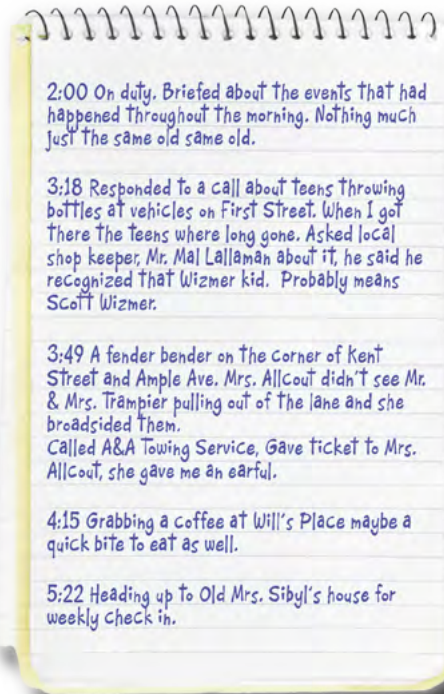 2:00 On duty. Briefed about the events that had
happened throughout the morning. Nothing much
Just the same old same old.
3:18 Responded to a call about teens throwing
bottles at vehicles on First Street. When I got
there the teens where long gone. Asked local
shop keeper, Mr. Mal Lallaman about it, he said he
recognized that Wizmer kid. Probably means
Scott Wizmer.
3:49 A fender bender on the corner of Kent
Street and Ample Ave. Mrs. Allcout didn't see Mr.
& Mrs. Trampier pulling out of the lane and she
broadsided them.
Called A&A Towing Service, Gave ticket to Mrs.
Allcout, she gave me an earful.
4:15 Grabbing a coffee at Will's Place maybe a
quick bite to eat as well.
5:22 Heading up to Old Mrs. Sibyl's house for
weekly check in.